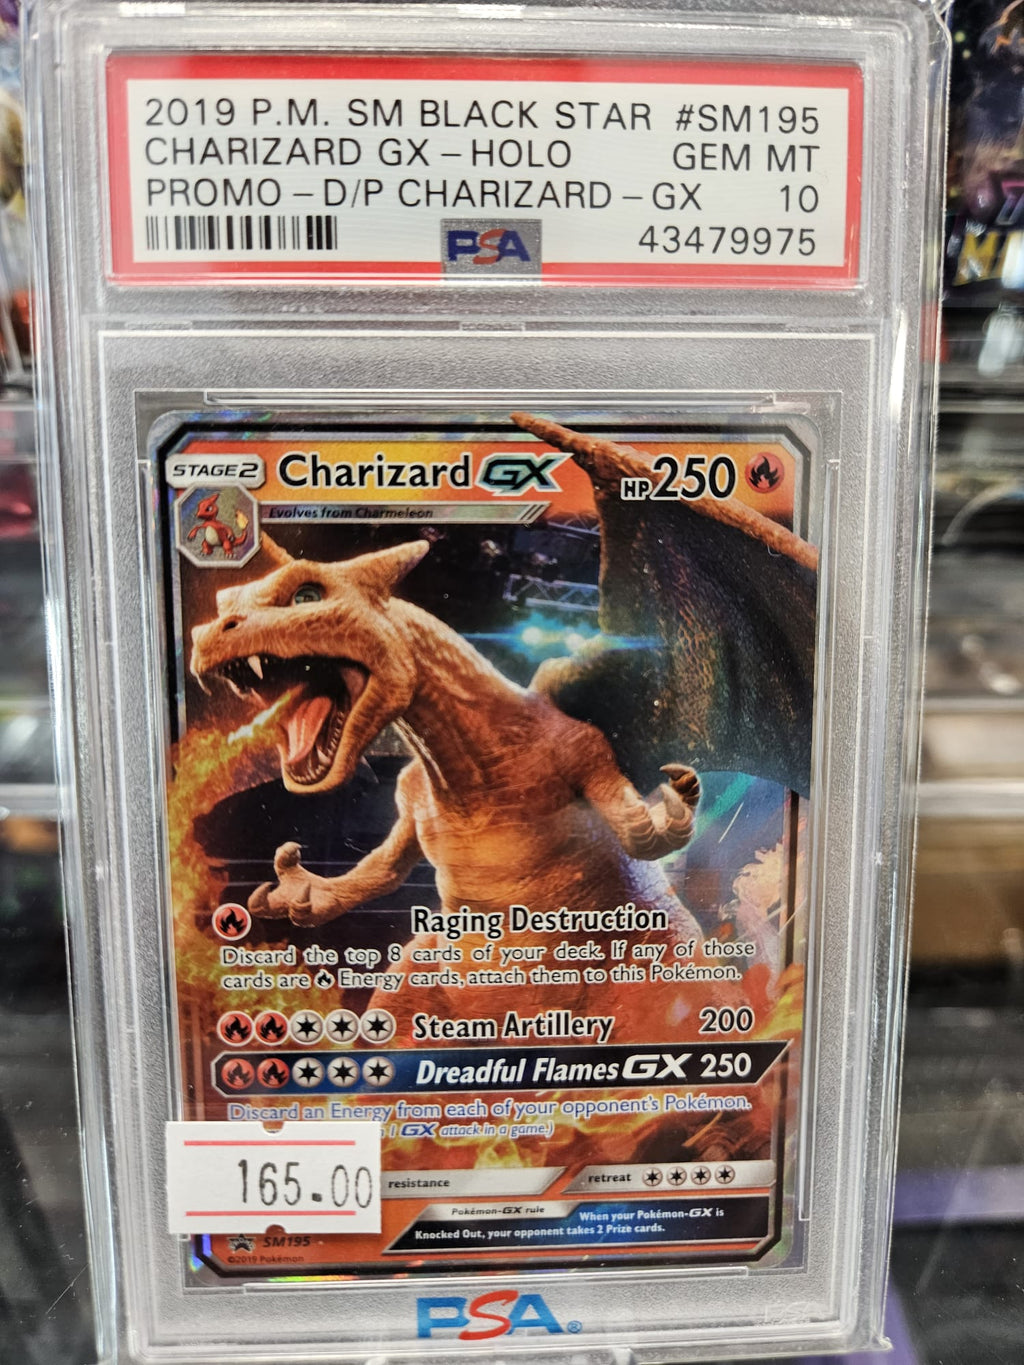 2019 P.M. SM BLACK STAR #SM195
CHARIZARD GX - HOLO GEM MT
PROMO - D/P CHARIZARD - GX 10
PSA 43479975
STAGE 2 Charizard GX HP 250
Evolves from Charmeleon
Raging Destruction
Discard the top 8 cards of your deck. If any of those
cards are Energy cards, attach them to this Pokémon.
Steam Artillery 200
Dreadful Flames GX 250
Discard an Energy from each of your opponent's Pokémon.
1 GX attack in a game.)
165.00
resistance retreat
Pokémon-GX rule When your Pokémon-GX is
Knocked Out, your opponent takes 2 Prize cards.
SM195
©2019 Pokémon
PSA®